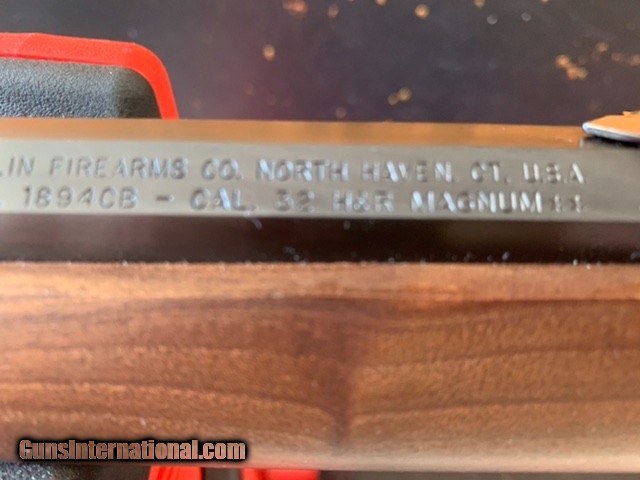 LIN FIREARMS CO. NORTH HAVEN, CT. U.S.A
. 1894CB - CAL. 32 H&R MAGNUM ++
GunsInternational.com